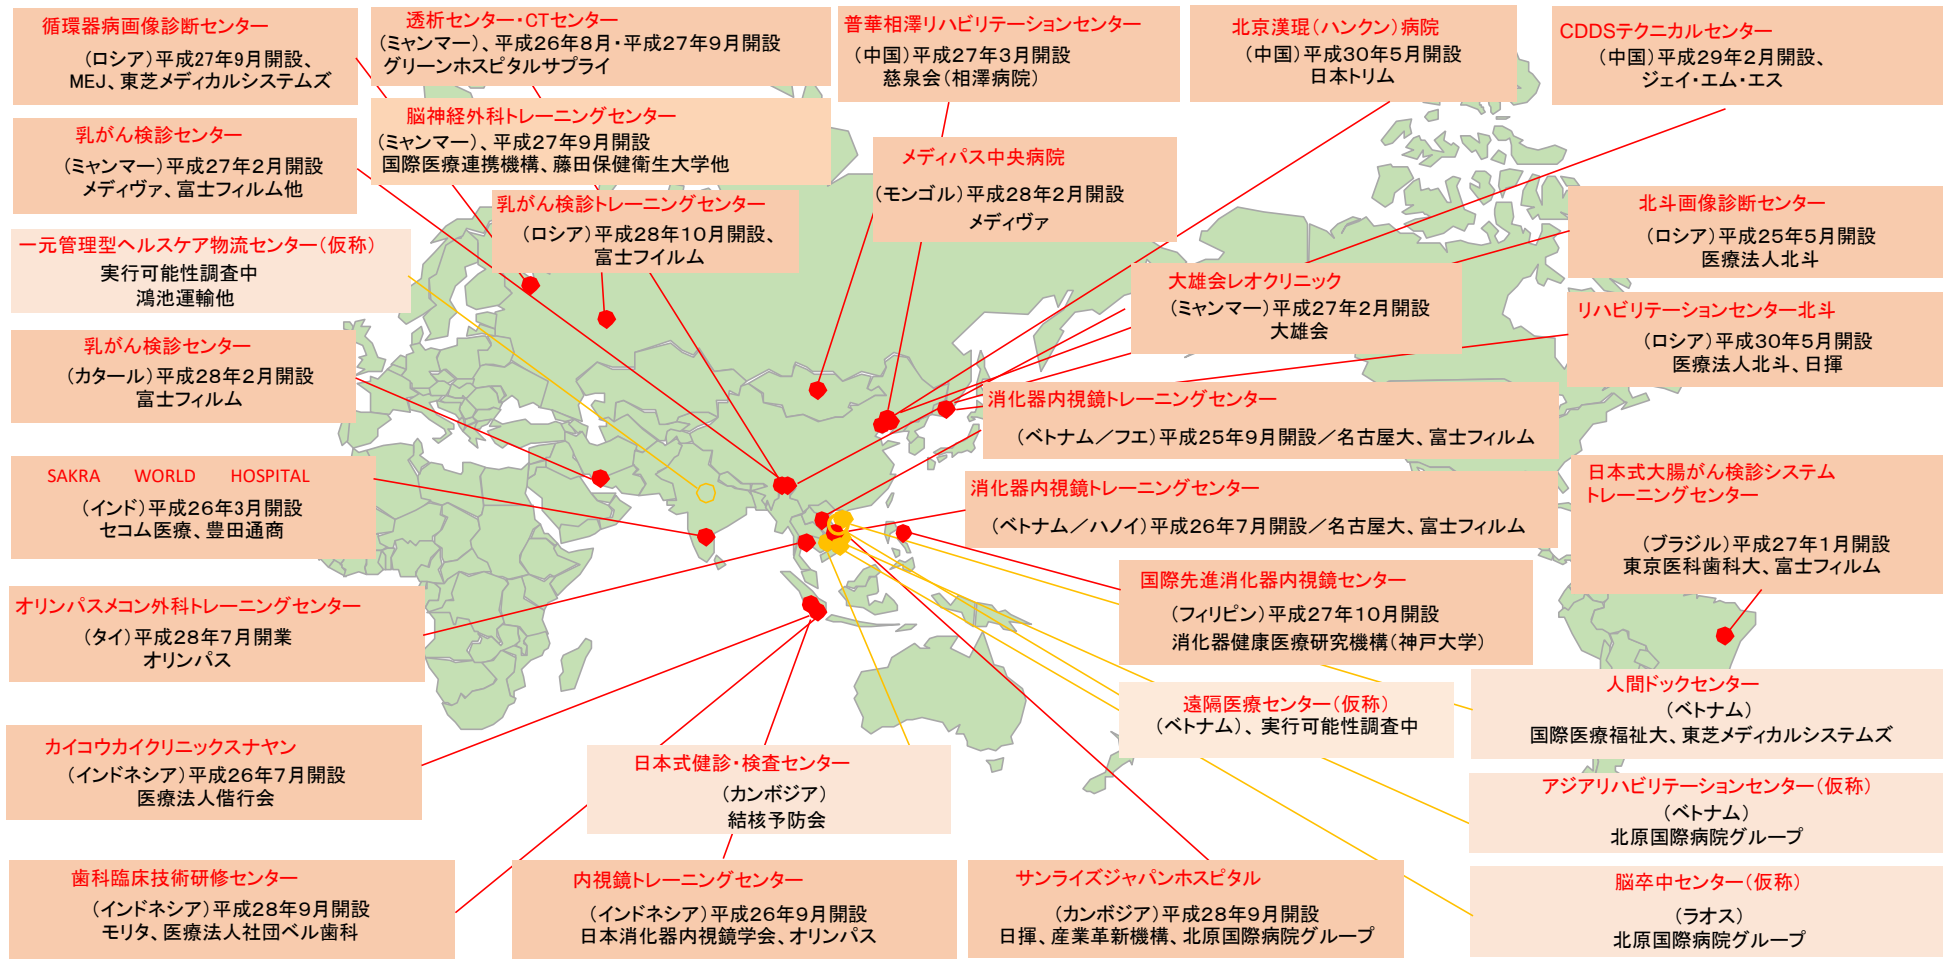 循環器病画像診断センター
(ロシア)平成27年9月開設、
MEJ、東芝メディカルシステムズ
透析センター・CTセンター
(ミャンマー)、平成26年8月・平成27年9月開設
グリーンホスピタルサプライ
普華相澤リハビリテーションセンター
(中国)平成27年3月開設
慈泉会(相澤病院)
北京漢琨(ハンクン)病院
(中国)平成30年5月開設
日本トリム
CDDSテクニカルセンター
(中国)平成29年2月開設、
ジェイ・エム・エス
乳がん検診センター
(ミャンマー)平成27年2月開設
メディヴァ、富士フィルム他
脳神経外科トレーニングセンター
(ミャンマー)、平成27年9月開設
国際医療連携機構、藤田保健衛生大学他
メディパス中央病院
(モンゴル)平成28年2月開設
メディヴァ
乳がん検診トレーニングセンター
(ロシア)平成28年10月開設、
富士フイルム
北斗画像診断センター
(ロシア)平成25年5月開設
医療法人北斗
一元管理型ヘルスケア物流センター(仮称)
実行可能性調査中
鴻池運輸他
大雄会レオクリニック
(ミャンマー)平成27年2月開設
大雄会
リハビリテーションセンター北斗
(ロシア)平成30年5月開設
医療法人北斗、日揮
乳がん検診センター
(カタール)平成28年2月開設
富士フィルム
消化器内視鏡トレーニングセンター
(ベトナム/フエ)平成25年9月開設/名古屋大、富士フィルム
SAKRA WORLD HOSPITAL
(インド)平成26年3月開設
セコム医療、豊田通商
消化器内視鏡トレーニングセンター
(ベトナム/ハノイ)平成26年7月開設/名古屋大、富士フィルム
日本式大腸がん検診システム
トレーニングセンター
(ブラジル)平成27年1月開設
東京医科歯科大、富士フィルム
オリンパスメコン外科トレーニングセンター
(タイ)平成28年7月開業
オリンパス
国際先進消化器内視鏡センター
(フィリピン)平成27年10月開設
消化器健康医療研究機構(神戸大学)
遠隔医療センター(仮称)
(ベトナム)、実行可能性調査中
人間ドックセンター
(ベトナム)
国際医療福祉大、東芝メディカルシステムズ
カイコウカイクリニックスナヤン
(インドネシア)平成26年7月開設
医療法人偕行会
日本式健診・検査センター
(カンボジア)
結核予防会
アジアリハビリテーションセンター(仮称)
(ベトナム)
北原国際病院グループ
歯科臨床技術研修センター
(インドネシア)平成28年9月開設
モリタ、医療法人社団ベル歯科
内視鏡トレーニングセンター
(インドネシア)平成26年9月開設
日本消化器内視鏡学会、オリンパス
サンライズジャパンホスピタル
(カンボジア)平成28年9月開設
日揮、産業革新機構、北原国際病院グループ
脳卒中センター(仮称)
(ラオス)
北原国際病院グループ